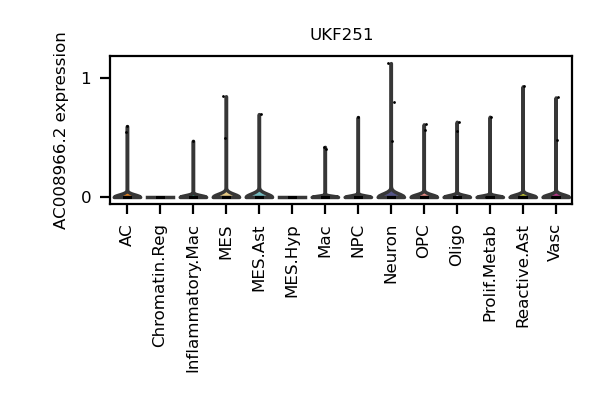 UKF251
AC008966.2 expression
1
0
AC
Chromatin.Reg
Inflammatory.Mac
MES
MES.Ast
MES.Hyp
Mac
NPC
Neuron
OPC
Oligo
Prolif.Metab
Reactive.Ast
Vasc